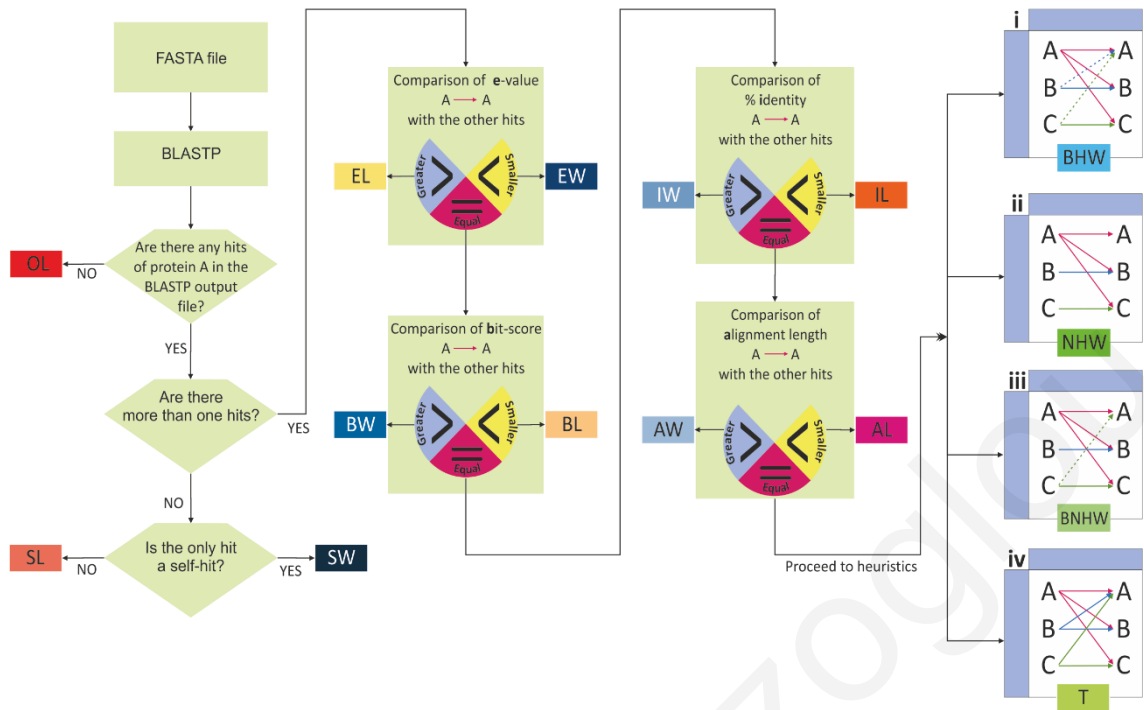 FASTA file
BLASTP
Are there any hits
of protein A in the
BLASTP output
file?
OL
NO
YES
Are there
more than one hits?
YES
NO
Is the only hit
a self-hit?
SL
NO
YES
SW
Comparison of e-value
A A
with the other hits
EL
Greater
>
<
Smaller
=
Equal
EW
Comparison of bit-score
A A
with the other hits
BW
Greater
>
<
Smaller
=
Equal
BL
Comparison of
% identity
A A
with the other hits
IW
Greater
>
<
Smaller
=
Equal
IL
Comparison of
alignment length
A A
with the other hits
AW
Greater
>
<
Smaller
=
Equal
AL
Proceed to heuristics
i
A A
B B
C C
BHW
ii
A A
B B
C C
NHW
iii
A A
B B
C C
BNHW
iv
A A
B B
C C
T